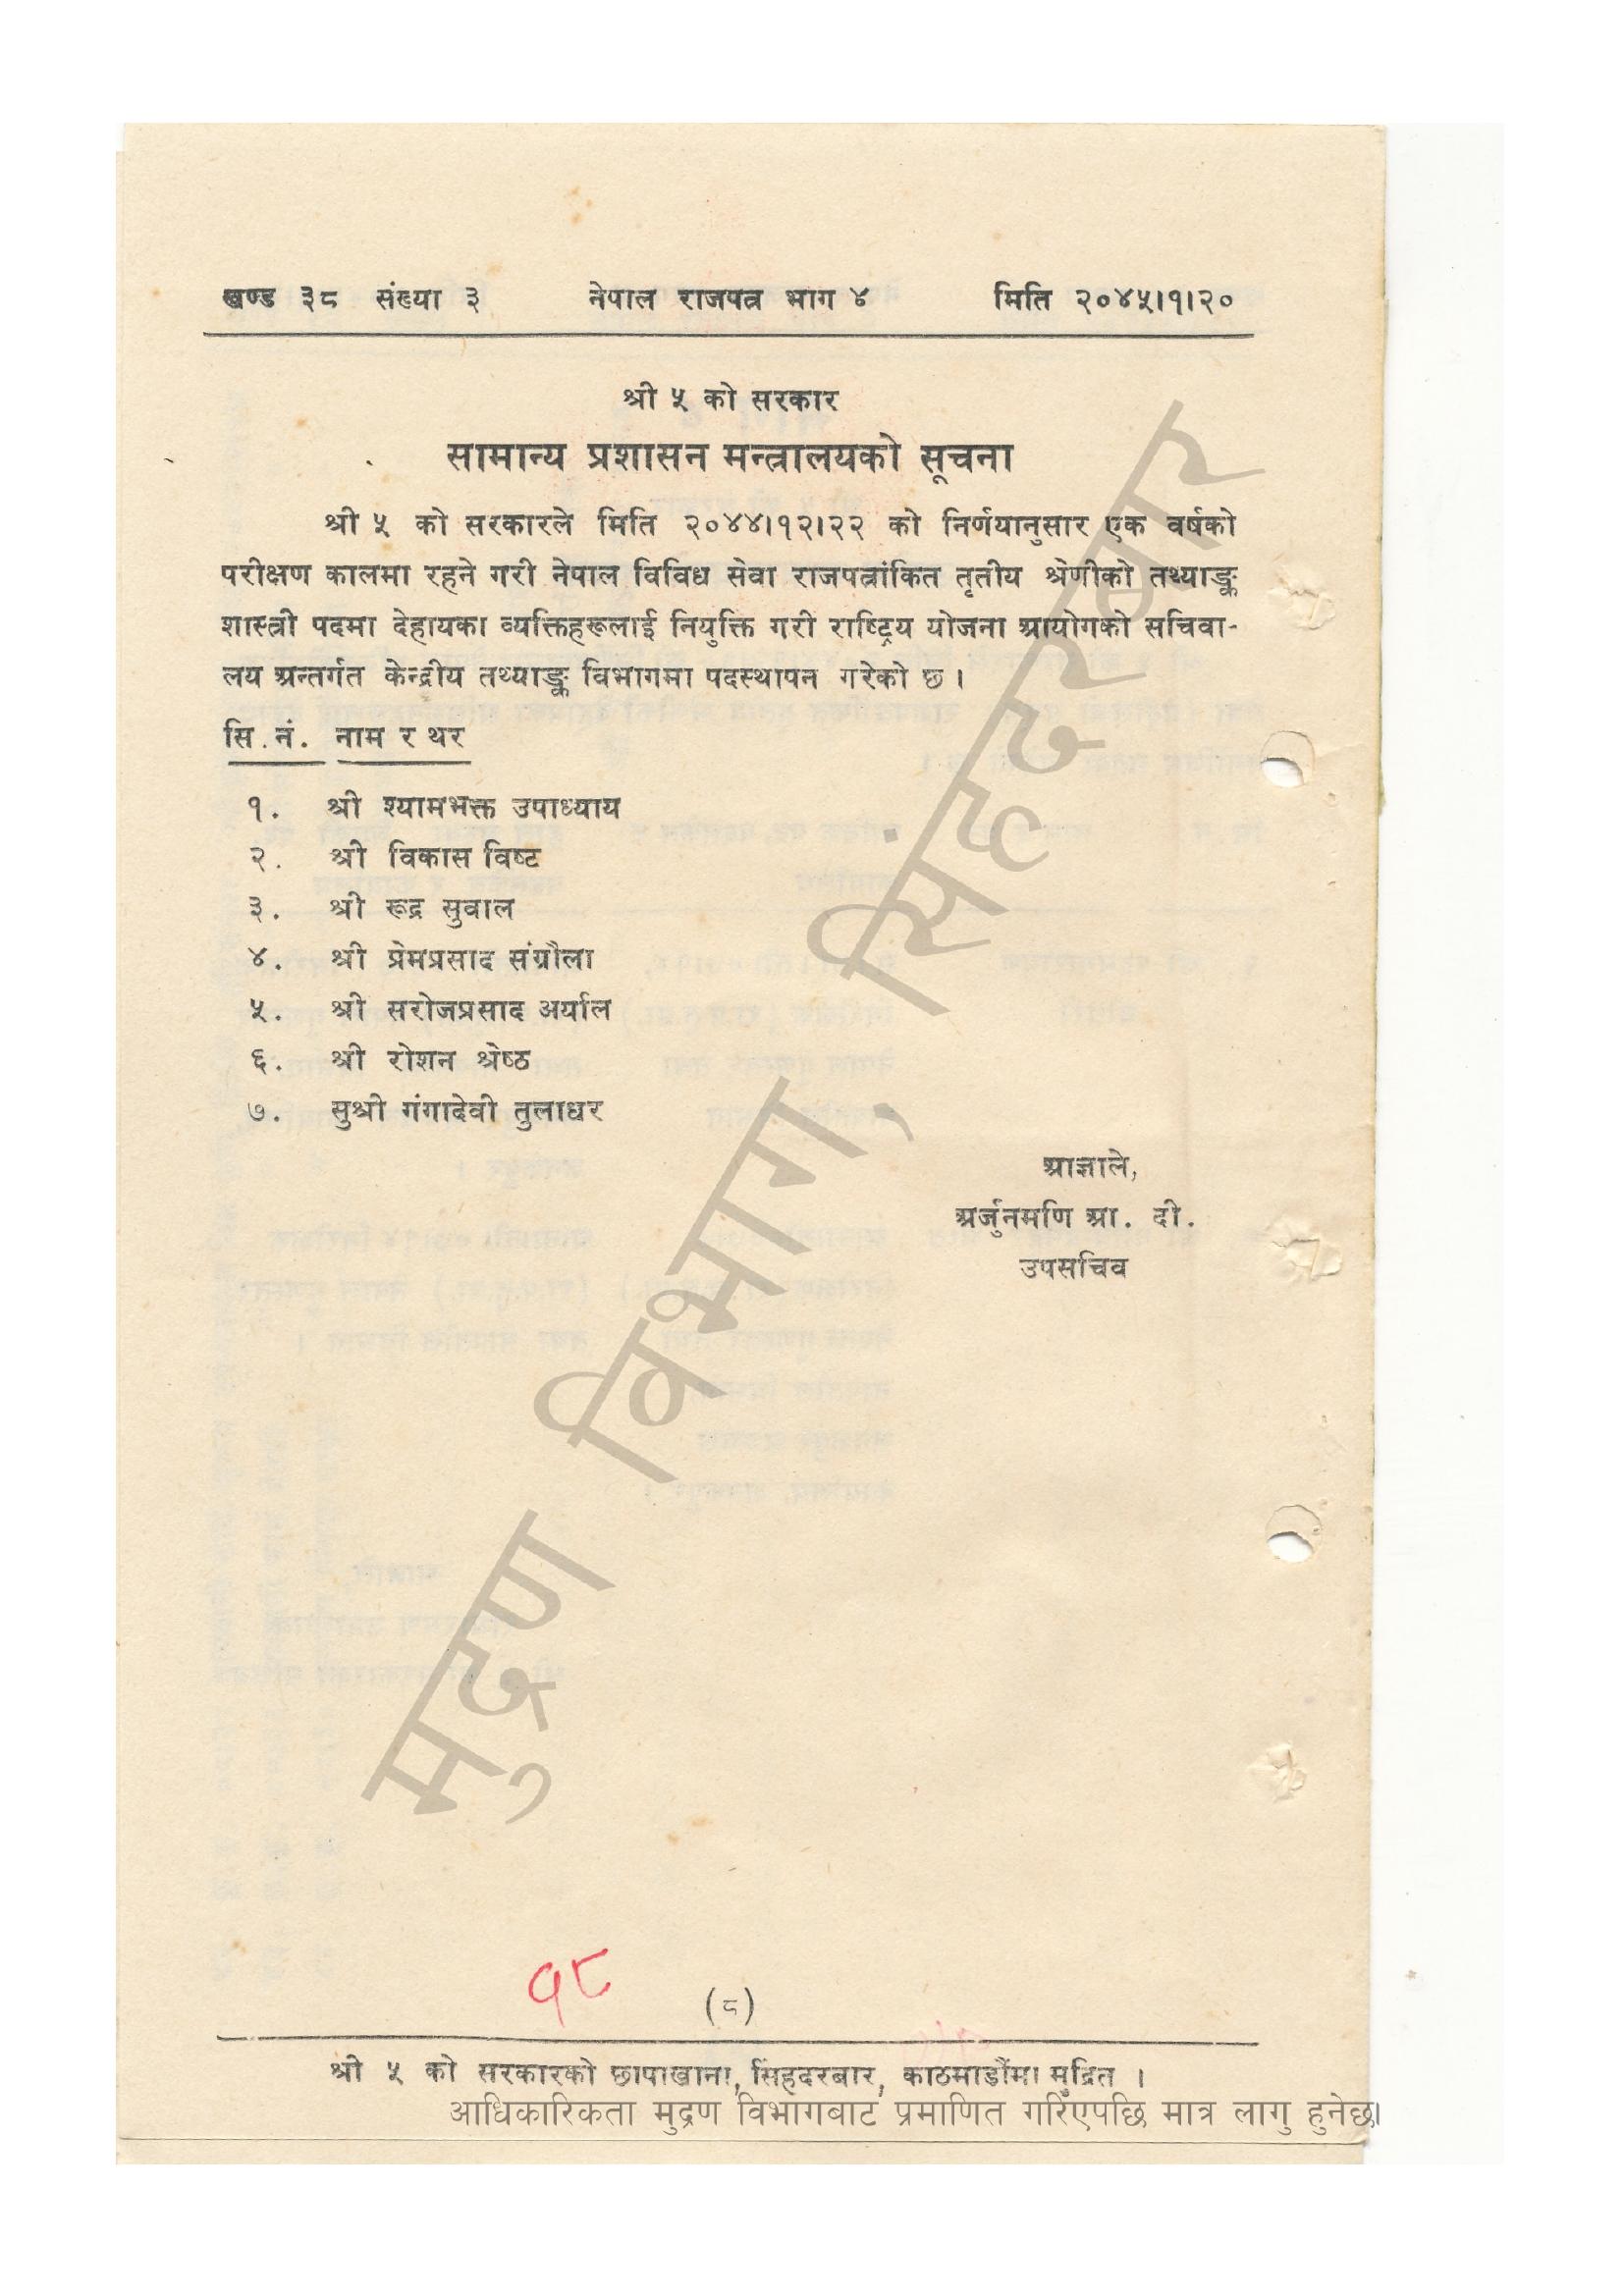 खण्ड ३८ संख्या ३ नेपाल राजपत्र भाग ४ मिति २०४५।१।२०
श्री ५ को सरकार
सामान्य प्रशासन मन्त्रालयको सूचना
श्री ५ को सरकारले मिति २०४४।१२।२२ को निर्णयानुसार एक वर्षको
परीक्षण कालमा रहने गरी नेपाल विविध सेवा राजपत्रांकित तृतीय श्रेणीको तथ्याङ्क
शास्त्री पदमा देहायका व्यक्तिहरूलाई नियुक्ति गरी राष्ट्रिय योजना आयोगको सचिवा-
लय अन्तर्गत केन्द्रीय तथ्याङ्क विभागमा पदस्थापन गरेको छ ।
सि.नं. नाम र थर
१. श्री श्यामभक्त उपाध्याय
२. श्री विकास विष्ट
३. श्री रूद्र सुवाल
४. श्री प्रेमप्रसाद संग्रौला
५. श्री सरोजप्रसाद अर्याल
६. श्री रोशन श्रेष्ठ
७. सुश्री गंगादेवी तुलाधर
आज्ञाले,
अर्जुनमणि आ. दी.
उपसचिव
मुद्रण विभाग, सिंहदरबार
१८
(८)
श्री ५ को सरकारको छापाखाना, सिंहदरबार, काठमाडौंमा मुद्रित ।
आधिकारिकता मुद्रण विभागबाट प्रमाणित गरिएपछि मात्र लागु हुनेछ।